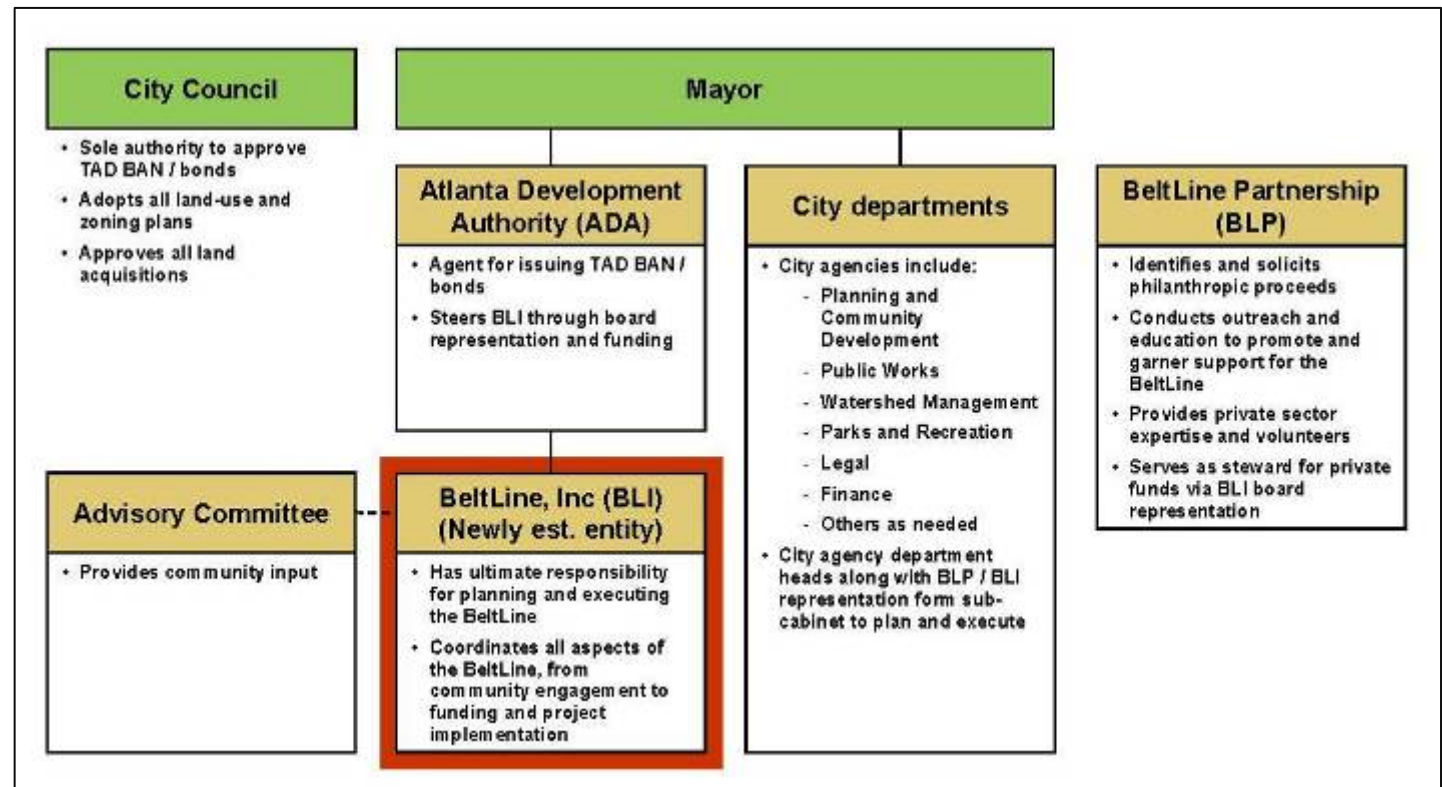 City Council
• Sole authority to approve
TAD BAN / bonds
• Adopts all land-use and
zoning plans
• Approves all land
acquisitions
Mayor
Atlanta Development
Authority (ADA)
• Agent for issuing TAD BAN /
bonds
• Steers BLI through board
representation and funding
City departments
• City agencies include:
- Planning and
Community
Development
- Public Works
- Watershed Management
- Parks and Recreation
- Legal
- Finance
- Others as needed
• City agency department
heads along with BLP / BLI
representation form sub-
cabinet to plan and execute
BeltLine Partnership
(BLP)
• Identifies and solicits
philanthropic proceeds
• Conducts outreach and
education to promote and
garner support for the
BeltLine
• Provides private sector
expertise and volunteers
• Serves as steward for private
funds via BLI board
representation
Advisory Committee
• Provides community input
BeltLine, Inc (BLI)
(Newly est. entity)
• Has ultimate responsibility
for planning and executing
the BeltLine
• Coordinates all aspects of
the BeltLine, from
community engagement to
funding and project
implementation